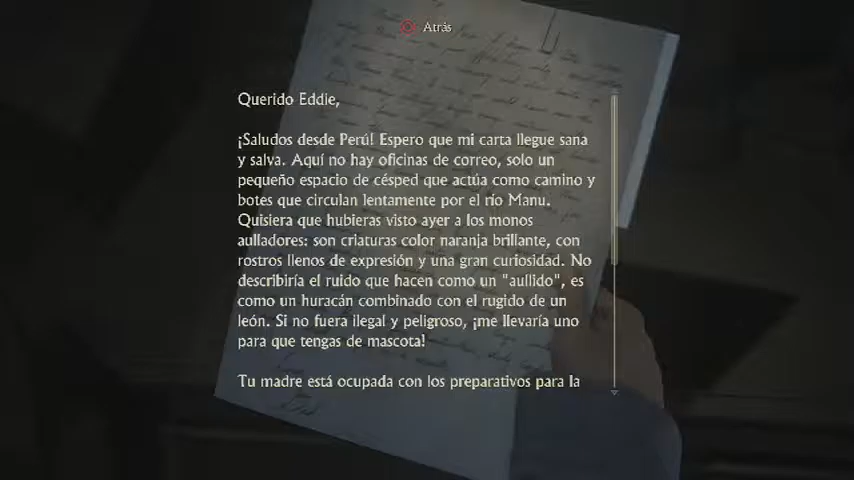 Atrás
Querido Eddie,
¡Saludos desde Perú! Espero que mi carta llegue sana
y salva. Aquí no hay oficinas de correo, solo un
pequeño espacio de césped que actúa como camino y
botes que circulan lentamente por el río Manu.
Quisiera que hubieras visto ayer a los monos
aulladores: son criaturas color naranja brillante, con
rostros llenos de expresión y una gran curiosidad. No
describiría el ruido que hacen como un "aullido", es
como un huracán combinado con el rugido de un
león. Si no fuera ilegal y peligroso, ¡me llevaría uno
para que tengas de mascota!
Tu madre está ocupada con los preparativos para la